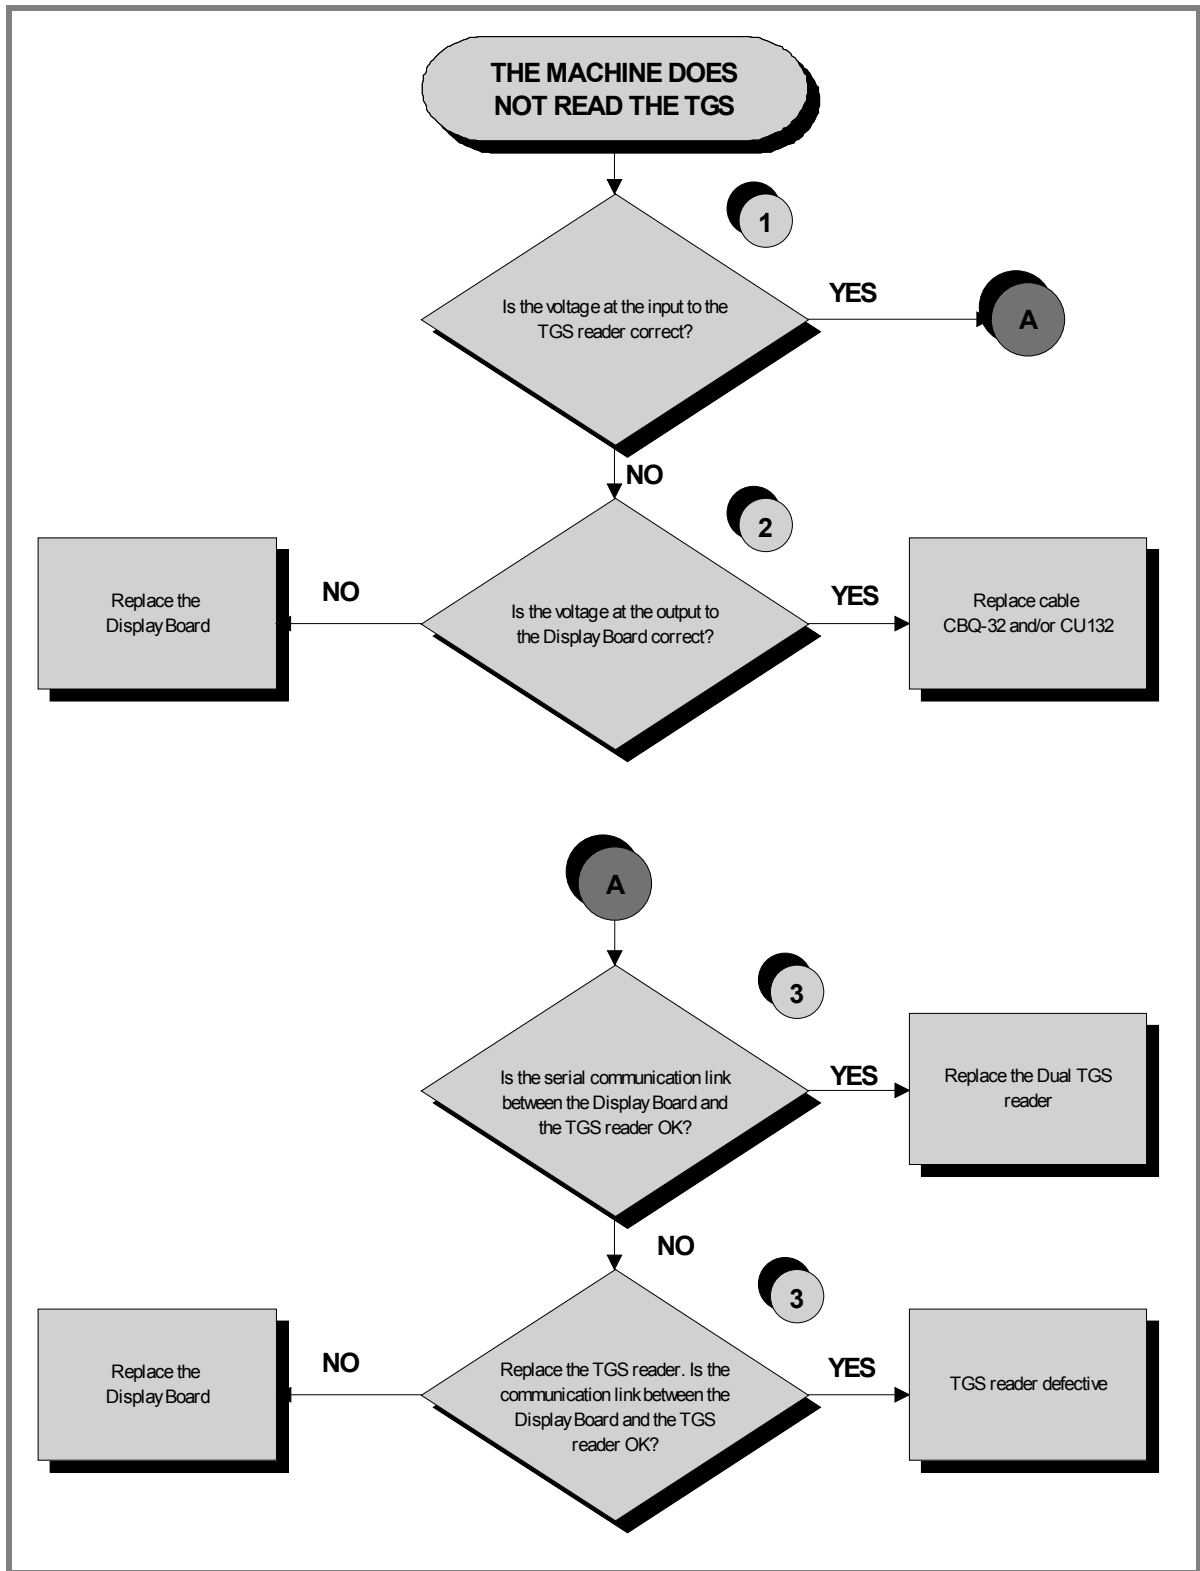 THE MACHINE DOES
NOT READ THE TGS
1
Is the voltage at the input to the
TGS reader correct?
YES
A
NO
2
Replace the
Display Board
NO
Is the voltage at the output to
the Display Board correct?
YES
Replace cable
CBQ-32 and/or CU132
A
3
Is the serial communication link
between the Display Board and
the TGS reader OK?
YES
Replace the Dual TGS
reader
NO
3
Replace the
Display Board
NO
Replace the TGS reader. Is the
communication link between the
Display Board and the TGS
reader OK?
YES
TGS reader defective